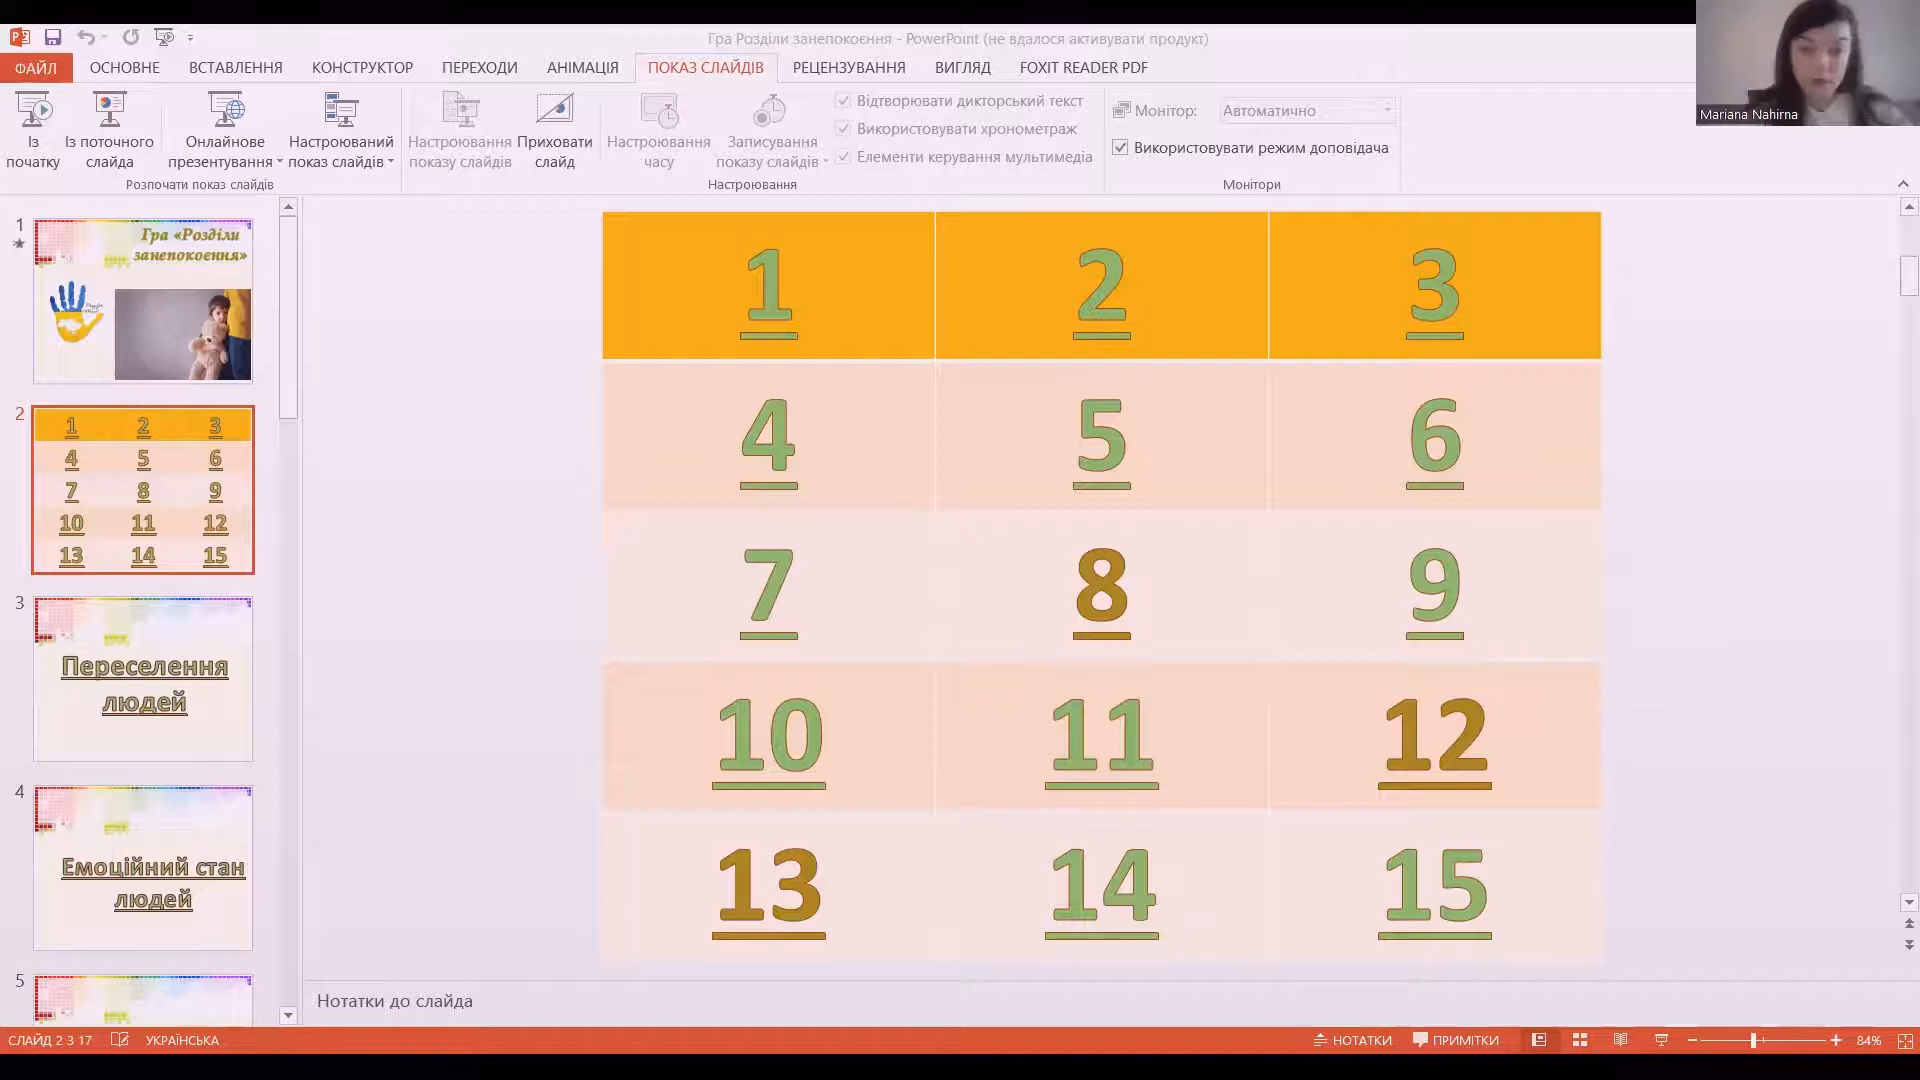 Гра Розділи занепокоєння - PowerPoint (не вдалося активувати продукт)
ФАЙЛ ОСНОВНЕ ВСТАВЛЕННЯ КОНСТРУКТОР ПЕРЕХОДИ АНІМАЦІЯ ПОКАЗ СЛАЙДІВ РЕЦЕНЗУВАННЯ ВИГЛЯД FOXIT READER PDF
Mariana Nahirna
Із початку
Із поточного слайда
Онлайнове презентування
Настроюваний показ слайдів
Розпочати показ слайдів
Настроювання показу слайдів
Приховати слайд
Настроювання часу
Записування показу слайдів
Відтворювати дикторський текст
Використовувати хронометраж
Елементи керування мультимедіа
Настроювання
Монітор: Автоматично
Використовувати режим доповідача
Монітори
1
Гра «Розділи
занепокоєння»
2
1 2 3
4 5 6
7 8 9
10 11 12
13 14 15
3
Переселення
людей
4
Емоційний стан
людей
5
1 2 3
4 5 6
7 8 9
10 11 12
13 14 15
Нотатки до слайда
СЛАЙД 2 З 17 УКРАЇНСЬКА НОТАТКИ ПРИМІТКИ 84%